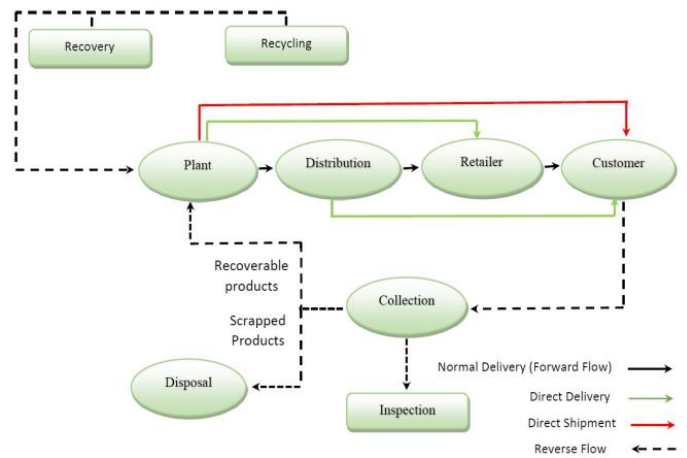 Recovery
Recycling
Plant
Distribution
Retailer
Customer
Recoverable
products
Scrapped
Products
Collection
Disposal
Inspection
Normal Delivery (Forward Flow)
Direct Delivery
Direct Shipment
Reverse Flow